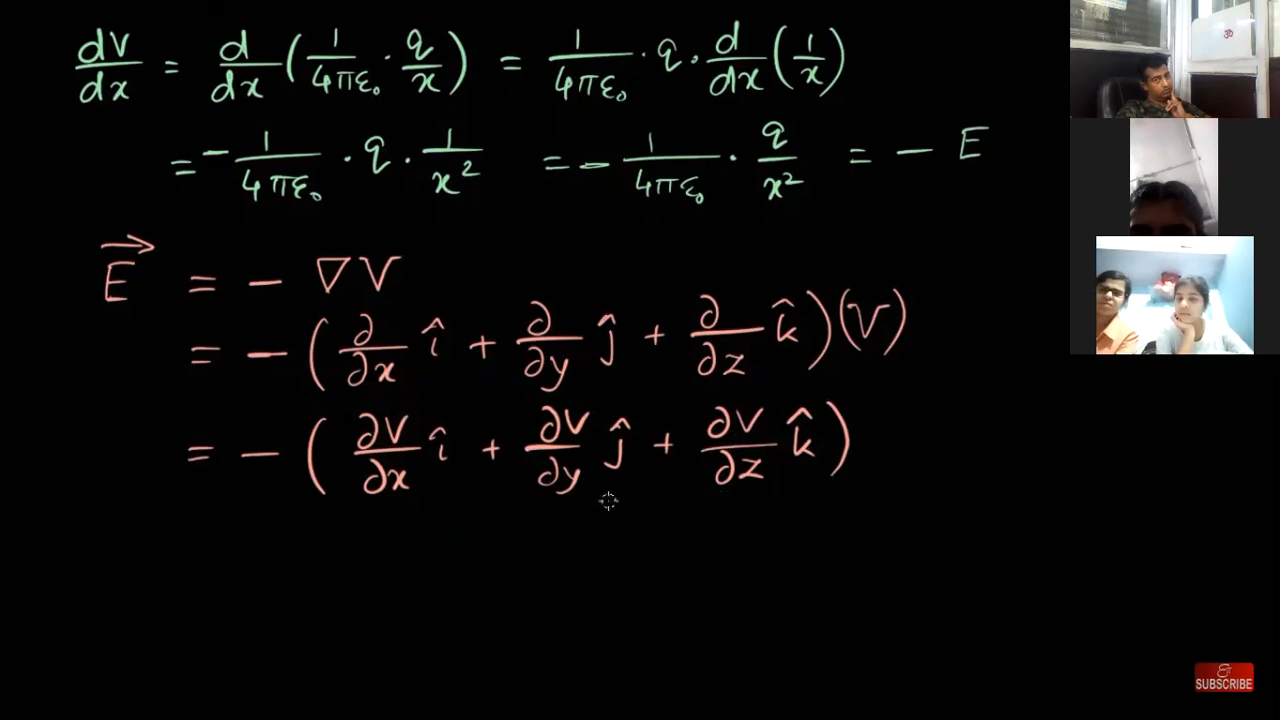 dV/dx = d/dx (1/4πε₀ · q/x) = 1/4πε₀ · q · d/dx (1/x)
= - 1/4πε₀ · q · 1/x² = - 1/4πε₀ · q/x² = - E
E⃗ = - ∇V
= - (∂/∂x î + ∂/∂y ĵ + ∂/∂z k̂)(V)
= - (∂V/∂x î + ∂V/∂y ĵ + ∂V/∂z k̂)
ॐ
SUBSCRIBE